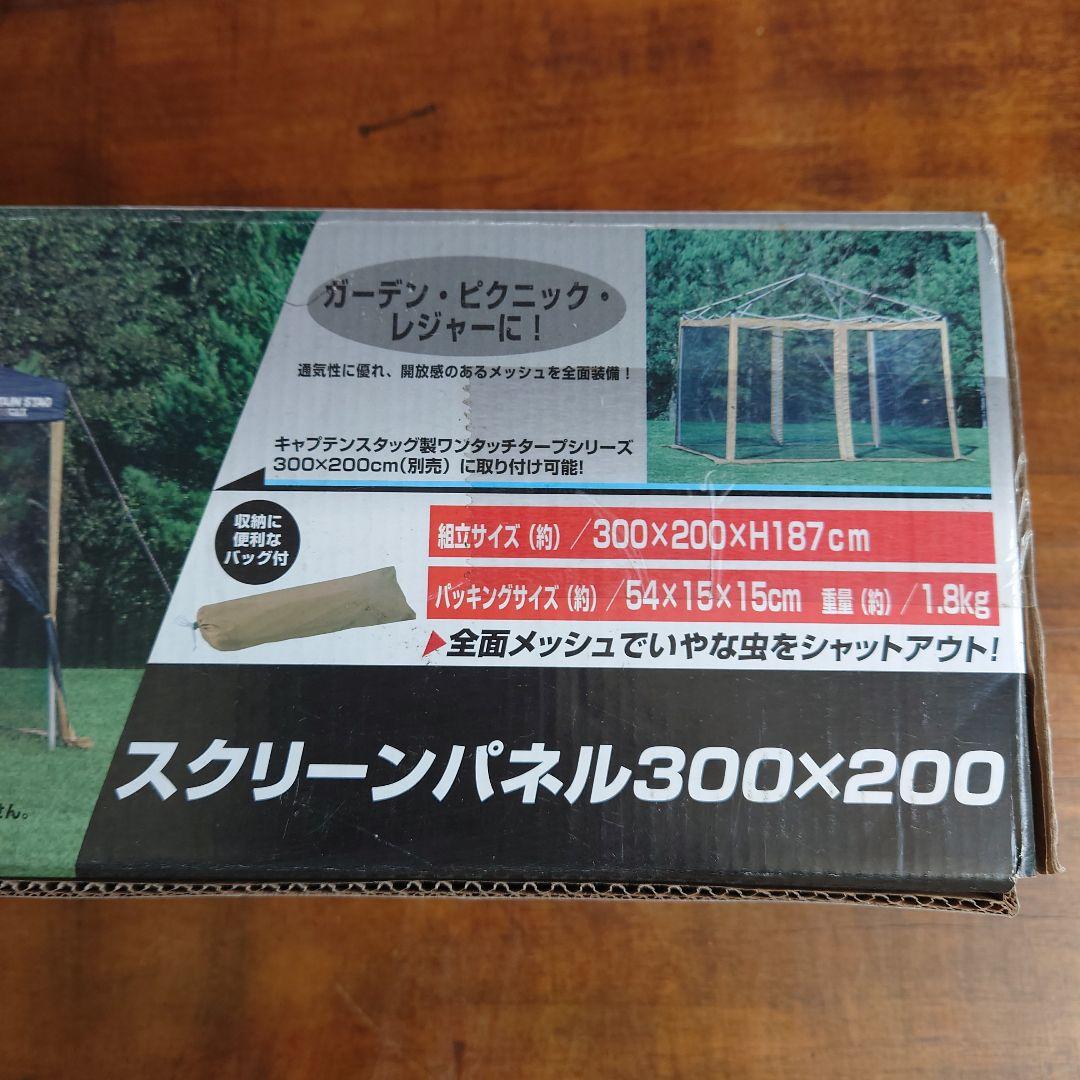 ガーデン・ピクニック・
レジャーに!
通気性に優れ、開放感のあるメッシュを全面装備!
キャプテンスタッグ製ワンタッチタープシリーズ
300×200cm(別売)に取り付け可能!
TAIN STAG
収納に
便利な
バッグ付
組立サイズ(約)/300×200×H187cm
パッキングサイズ(約)/54×15×15cm 重量(約)/1.8kg
全面メッシュでいやな虫をシャットアウト!
スクリーンパネル300×200
せん。